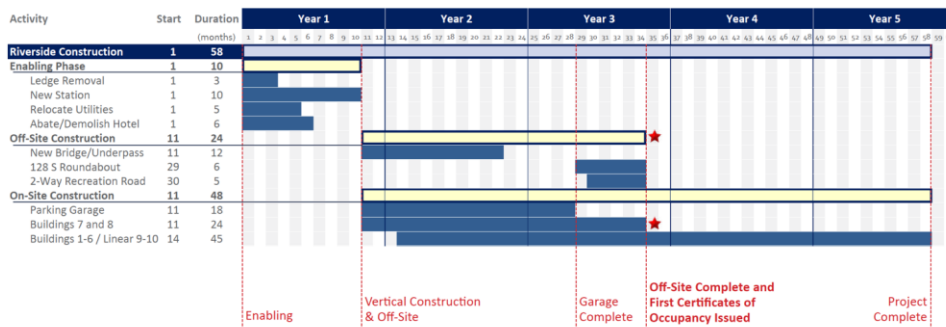 Activity Start Duration Year 1 Year 2 Year 3 Year 4 Year 5
(months) 1 2 3 4 5 6 7 8 9 10 11 12 13 14 15 16 17 18 19 20 21 22 23 24 25 26 27 28 29 30 31 32 33 34 35 36 37 38 39 40 41 42 43 44 45 46 47 48 49 50 51 52 53 54 55 56 57 58 59
Riverside Construction 1 58
Enabling Phase 1 10
Ledge Removal 1 3
New Station 1 10
Relocate Utilities 1 5
Abate/Demolish Hotel 1 6
Off-Site Construction 11 24
New Bridge/Underpass 11 12
128 S Roundabout 29 6
2-Way Recreation Road 30 5
On-Site Construction 11 48
Parking Garage 11 18
Buildings 7 and 8 11 24
Buildings 1-6 / Linear 9-10 14 45
Enabling
Vertical Construction
& Off-Site
Garage
Complete
Off-Site Complete and
First Certificates of
Occupancy Issued
Project
Complete